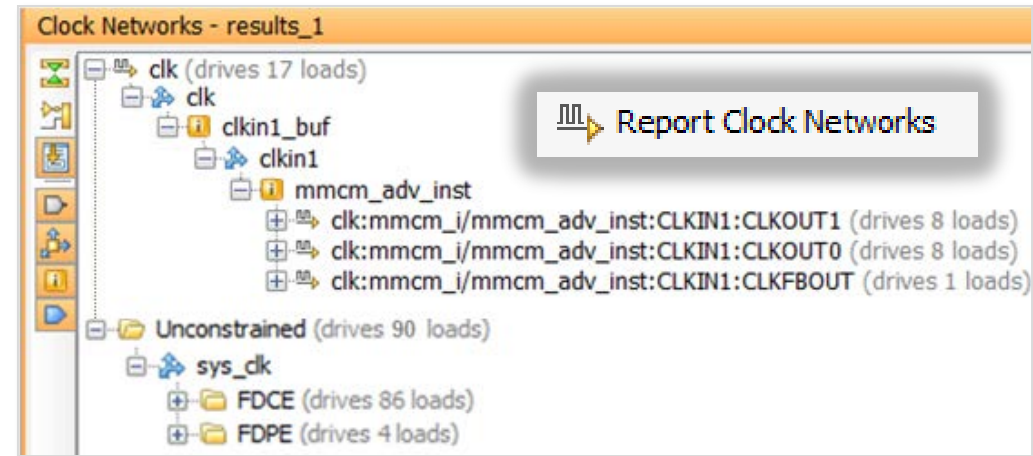 Clock Networks - results_1
clk (drives 17 loads)
clk
clkin1_buf
Report Clock Networks
clkin1
mmcm_adv_inst
clk:mmcm_i/mmcm_adv_inst:CLKIN1:CLKOUT1 (drives 8 loads)
clk:mmcm_i/mmcm_adv_inst:CLKIN1:CLKOUT0 (drives 8 loads)
clk:mmcm_i/mmcm_adv_inst:CLKIN1:CLKFBOUT (drives 1 loads)
Unconstrained (drives 90 loads)
sys_clk
FDCE (drives 86 loads)
FDPE (drives 4 loads)